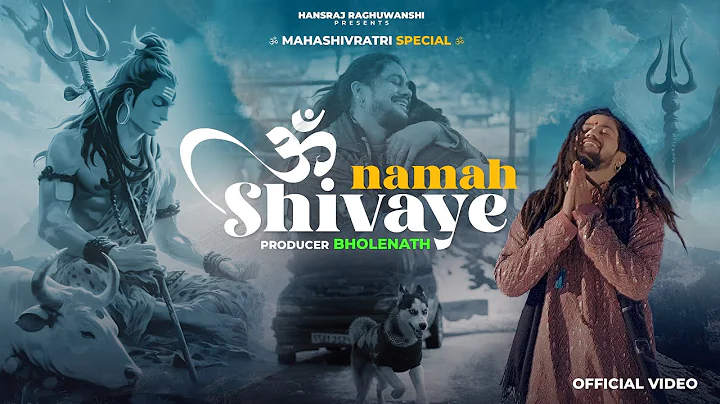 HANSRAJ RAGHUWANSHI
PRESENTS
ॐ MAHASHIVRATRI SPECIAL ॐ
ॐ namah
Shivaye
PRODUCER BHOLENATH
OFFICIAL VIDEO